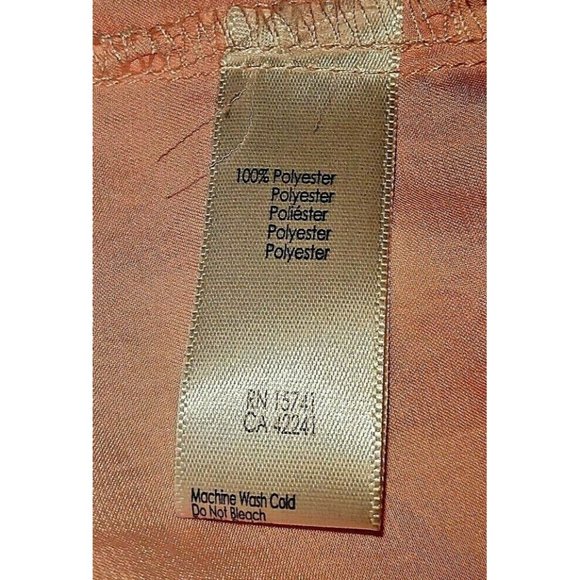 100% Polyester
Polyester
Poliéster
Polyester
Polyester
RN 15741
CA 42241
Machine Wash Cold
Do Not Bleach